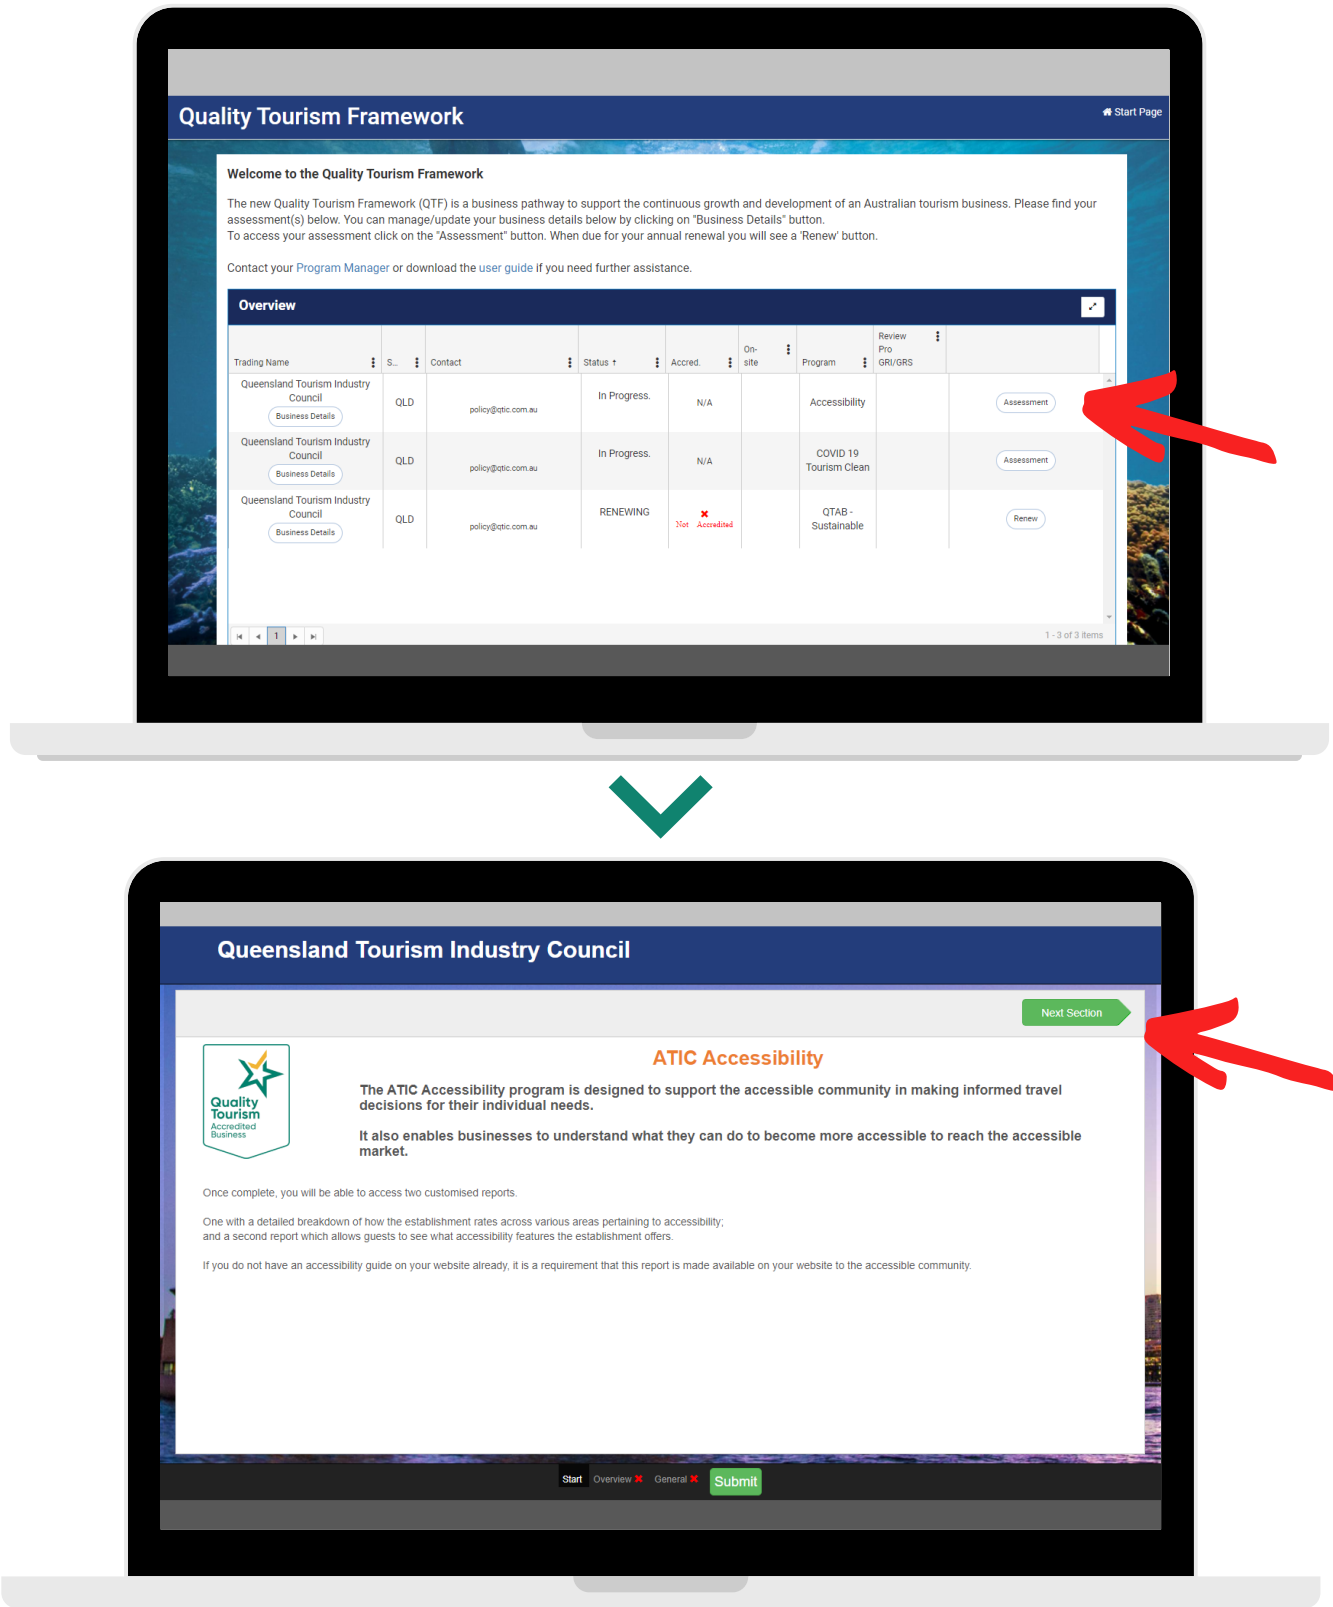 Quality Tourism Framework
Start Page
Welcome to the Quality Tourism Framework
The new Quality Tourism Framework (QTF) is a business pathway to support the continuous growth and development of an Australian tourism business. Please find your
assessment(s) below. You can manage/update your business details below by clicking on "Business Details" button.
To access your assessment click on the "Assessment" button. When due for your annual renewal you will see a 'Renew' button.
Contact your Program Manager or download the user guide if you need further assistance.
Overview
Trading Name
S...
Contact
Status ↑
Accred.
On-
site
Program
Review
Pro
GRI/GRS
Queensland Tourism Industry
Council
Business Details
QLD
policy@qtic.com.au
In Progress.
N/A
Accessibility
Assessment
Queensland Tourism Industry
Council
Business Details
QLD
policy@qtic.com.au
In Progress.
N/A
COVID 19
Tourism Clean
Assessment
Queensland Tourism Industry
Council
Business Details
QLD
policy@qtic.com.au
RENEWING
Not Accredited
QTAB -
Sustainable
Renew
1
1 - 3 of 3 items
Queensland Tourism Industry Council
Next Section
Quality
Tourism
Accredited
Business
ATIC Accessibility
The ATIC Accessibility program is designed to support the accessible community in making informed travel
decisions for their individual needs.
It also enables businesses to understand what they can do to become more accessible to reach the accessible
market.
Once complete, you will be able to access two customised reports.
One with a detailed breakdown of how the establishment rates across various areas pertaining to accessibility;
and a second report which allows guests to see what accessibility features the establishment offers.
If you do not have an accessibility guide on your website already, it is a requirement that this report is made available on your website to the accessible community.
Start
Overview
General
Submit